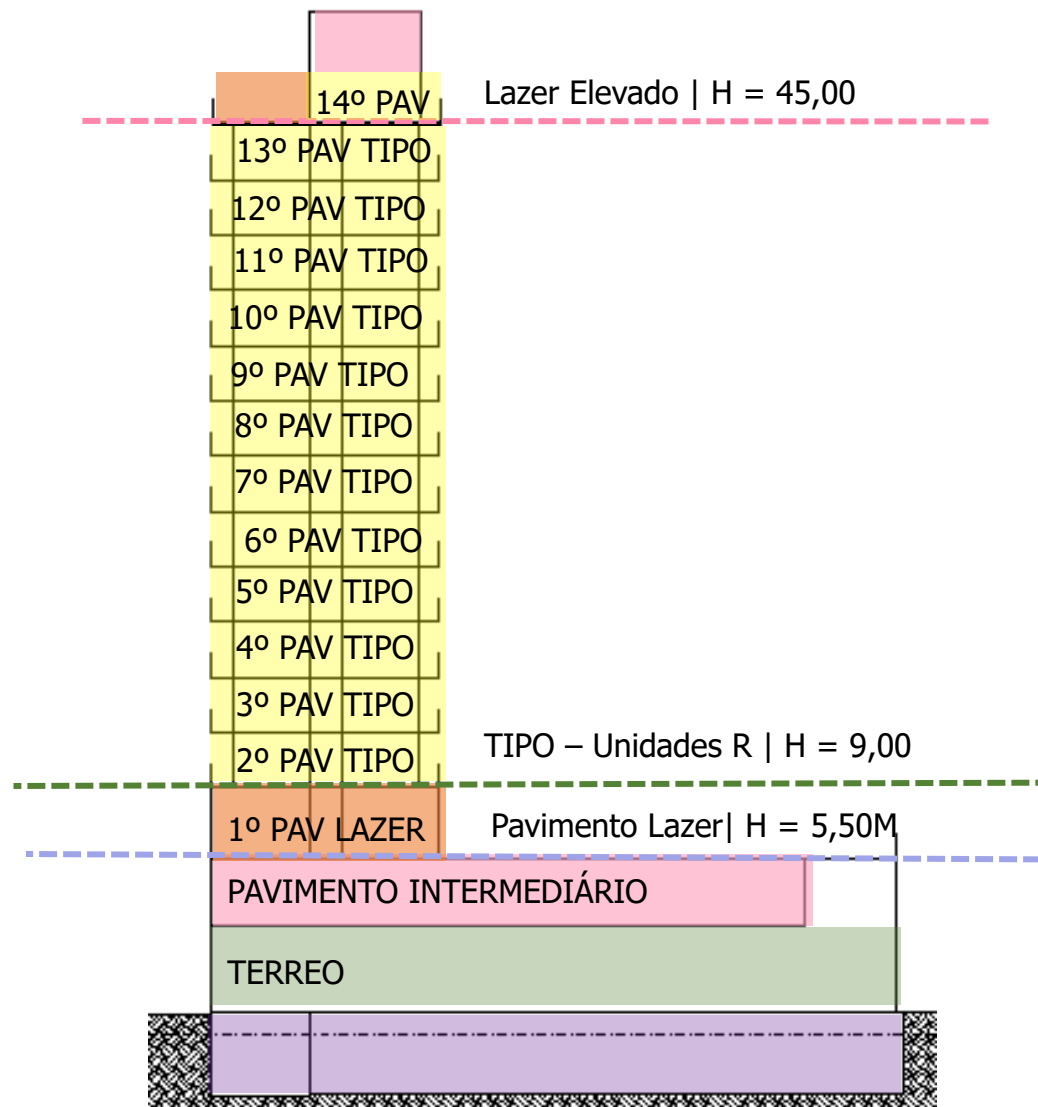 14º PAV
Lazer Elevado | H = 45,00
13º PAV TIPO
12º PAV TIPO
11º PAV TIPO
10º PAV TIPO
9º PAV TIPO
8º PAV TIPO
7º PAV TIPO
6º PAV TIPO
5º PAV TIPO
4º PAV TIPO
3º PAV TIPO
2º PAV TIPO
TIPO – Unidades R | H = 9,00
1º PAV LAZER
Pavimento Lazer| H = 5,50M
PAVIMENTO INTERMEDIÁRIO
TERREO